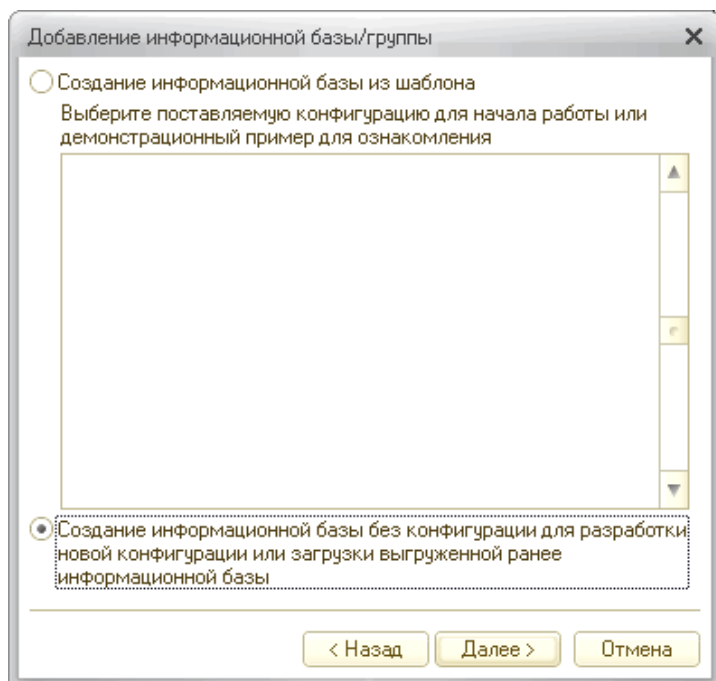 Добавление информационной базы/группы
Создание информационной базы из шаблона
Выберите поставляемую конфигурацию для начала работы или
демонстрационный пример для ознакомления
Создание информационной базы без конфигурации для разработки
новой конфигурации или загрузки выгруженной ранее
информационной базы
< Назад
Далее >
Отмена